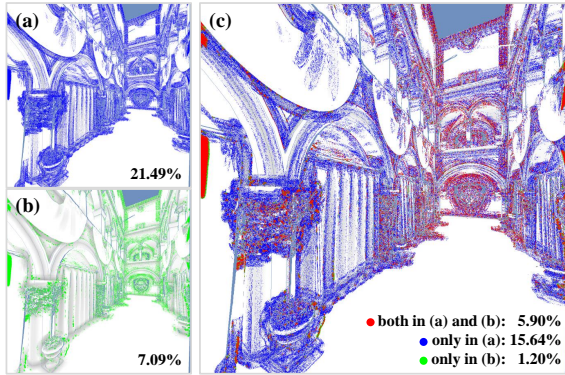 (a)
21.49%
(b)
7.09%
(c)
both in (a) and (b): 5.90%
only in (a): 15.64%
only in (b): 1.20%